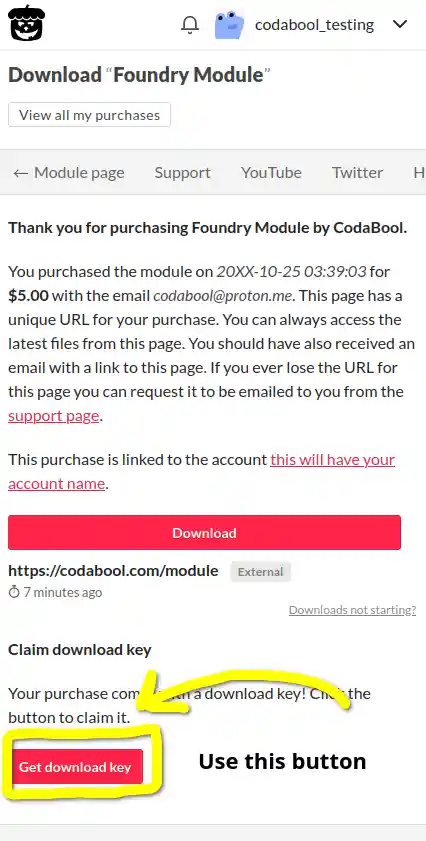 codabool_testing
Download “Foundry Module”
View all my purchases
← Module page Support YouTube Twitter H
Thank you for purchasing Foundry Module by CodaBool.
You purchased the module on 20XX-10-25 03:39:03 for
$5.00 with the email codabool@proton.me. This page has a
unique URL for your purchase. You can always access the
latest files from this page. You should have also received an
email with a link to this page. If you ever lose the URL for
this page you can request it to be emailed to you from the
support page.
This purchase is linked to the account this will have your
account name.
Download
https://codabool.com/module External
7 minutes ago
Downloads not starting?
Claim download key
Your purchase com a download key! Click the
button to claim it.
Get download key
Use this button